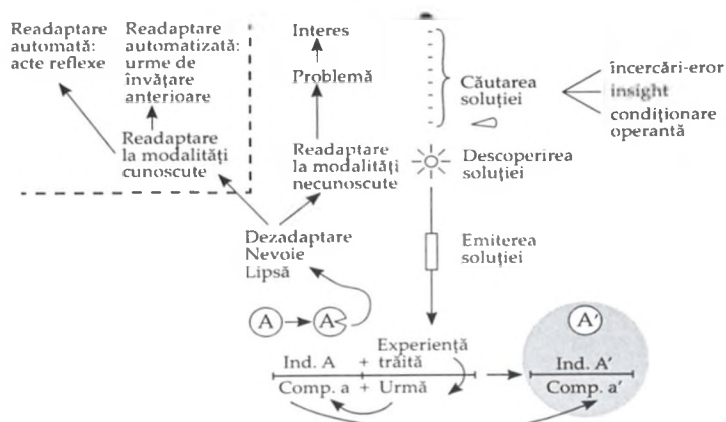 Readaptare
automată:
acte reflexe
Readaptare
automatizată:
urme de
învățare
anterioare
Readaptare
la modalități
cunoscute
Interes
Problemă
Readaptare
la modalități
necunoscute
Dezadaptare
Nevoie
Lipsă
Căutarea
soluției
încercări-eror
insight
condiționare
operantă
Descoperirea
soluției
Emiterea
soluției
A
A
Experiență
Ind. A + trăită
Comp. a + Urmă
A′
Ind. A′
Comp. a′